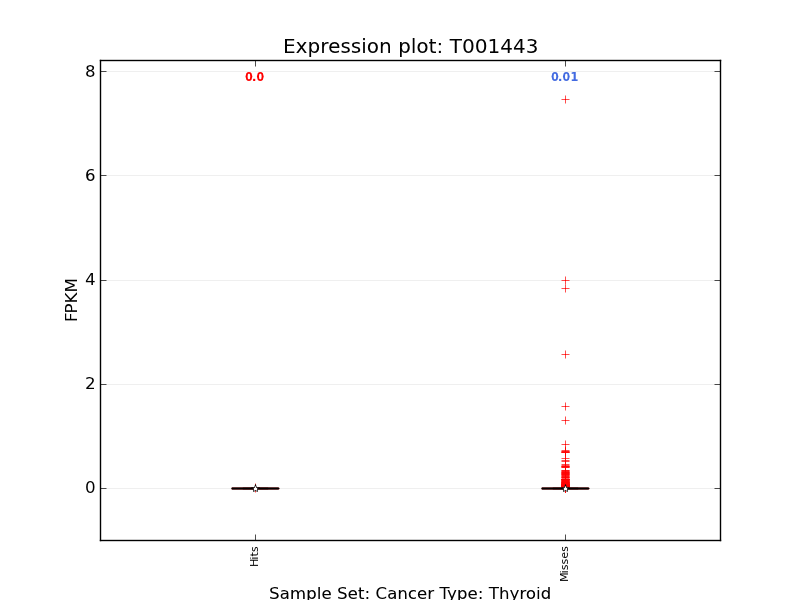 Expression plot: T001443
0.0
0.01
8
6
4
2
0
FPKM
Hits
Misses
Sample Set: Cancer Type: Thyroid